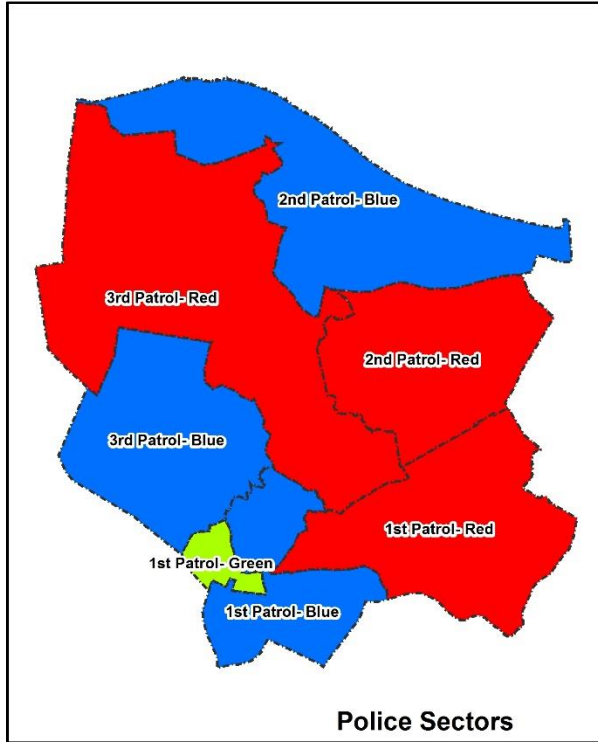 2nd Patrol- Blue
3rd Patrol- Red
2nd Patrol- Red
3rd Patrol- Blue
1st Patrol- Red
1st Patrol- Green
1st Patrol- Blue
Police Sectors